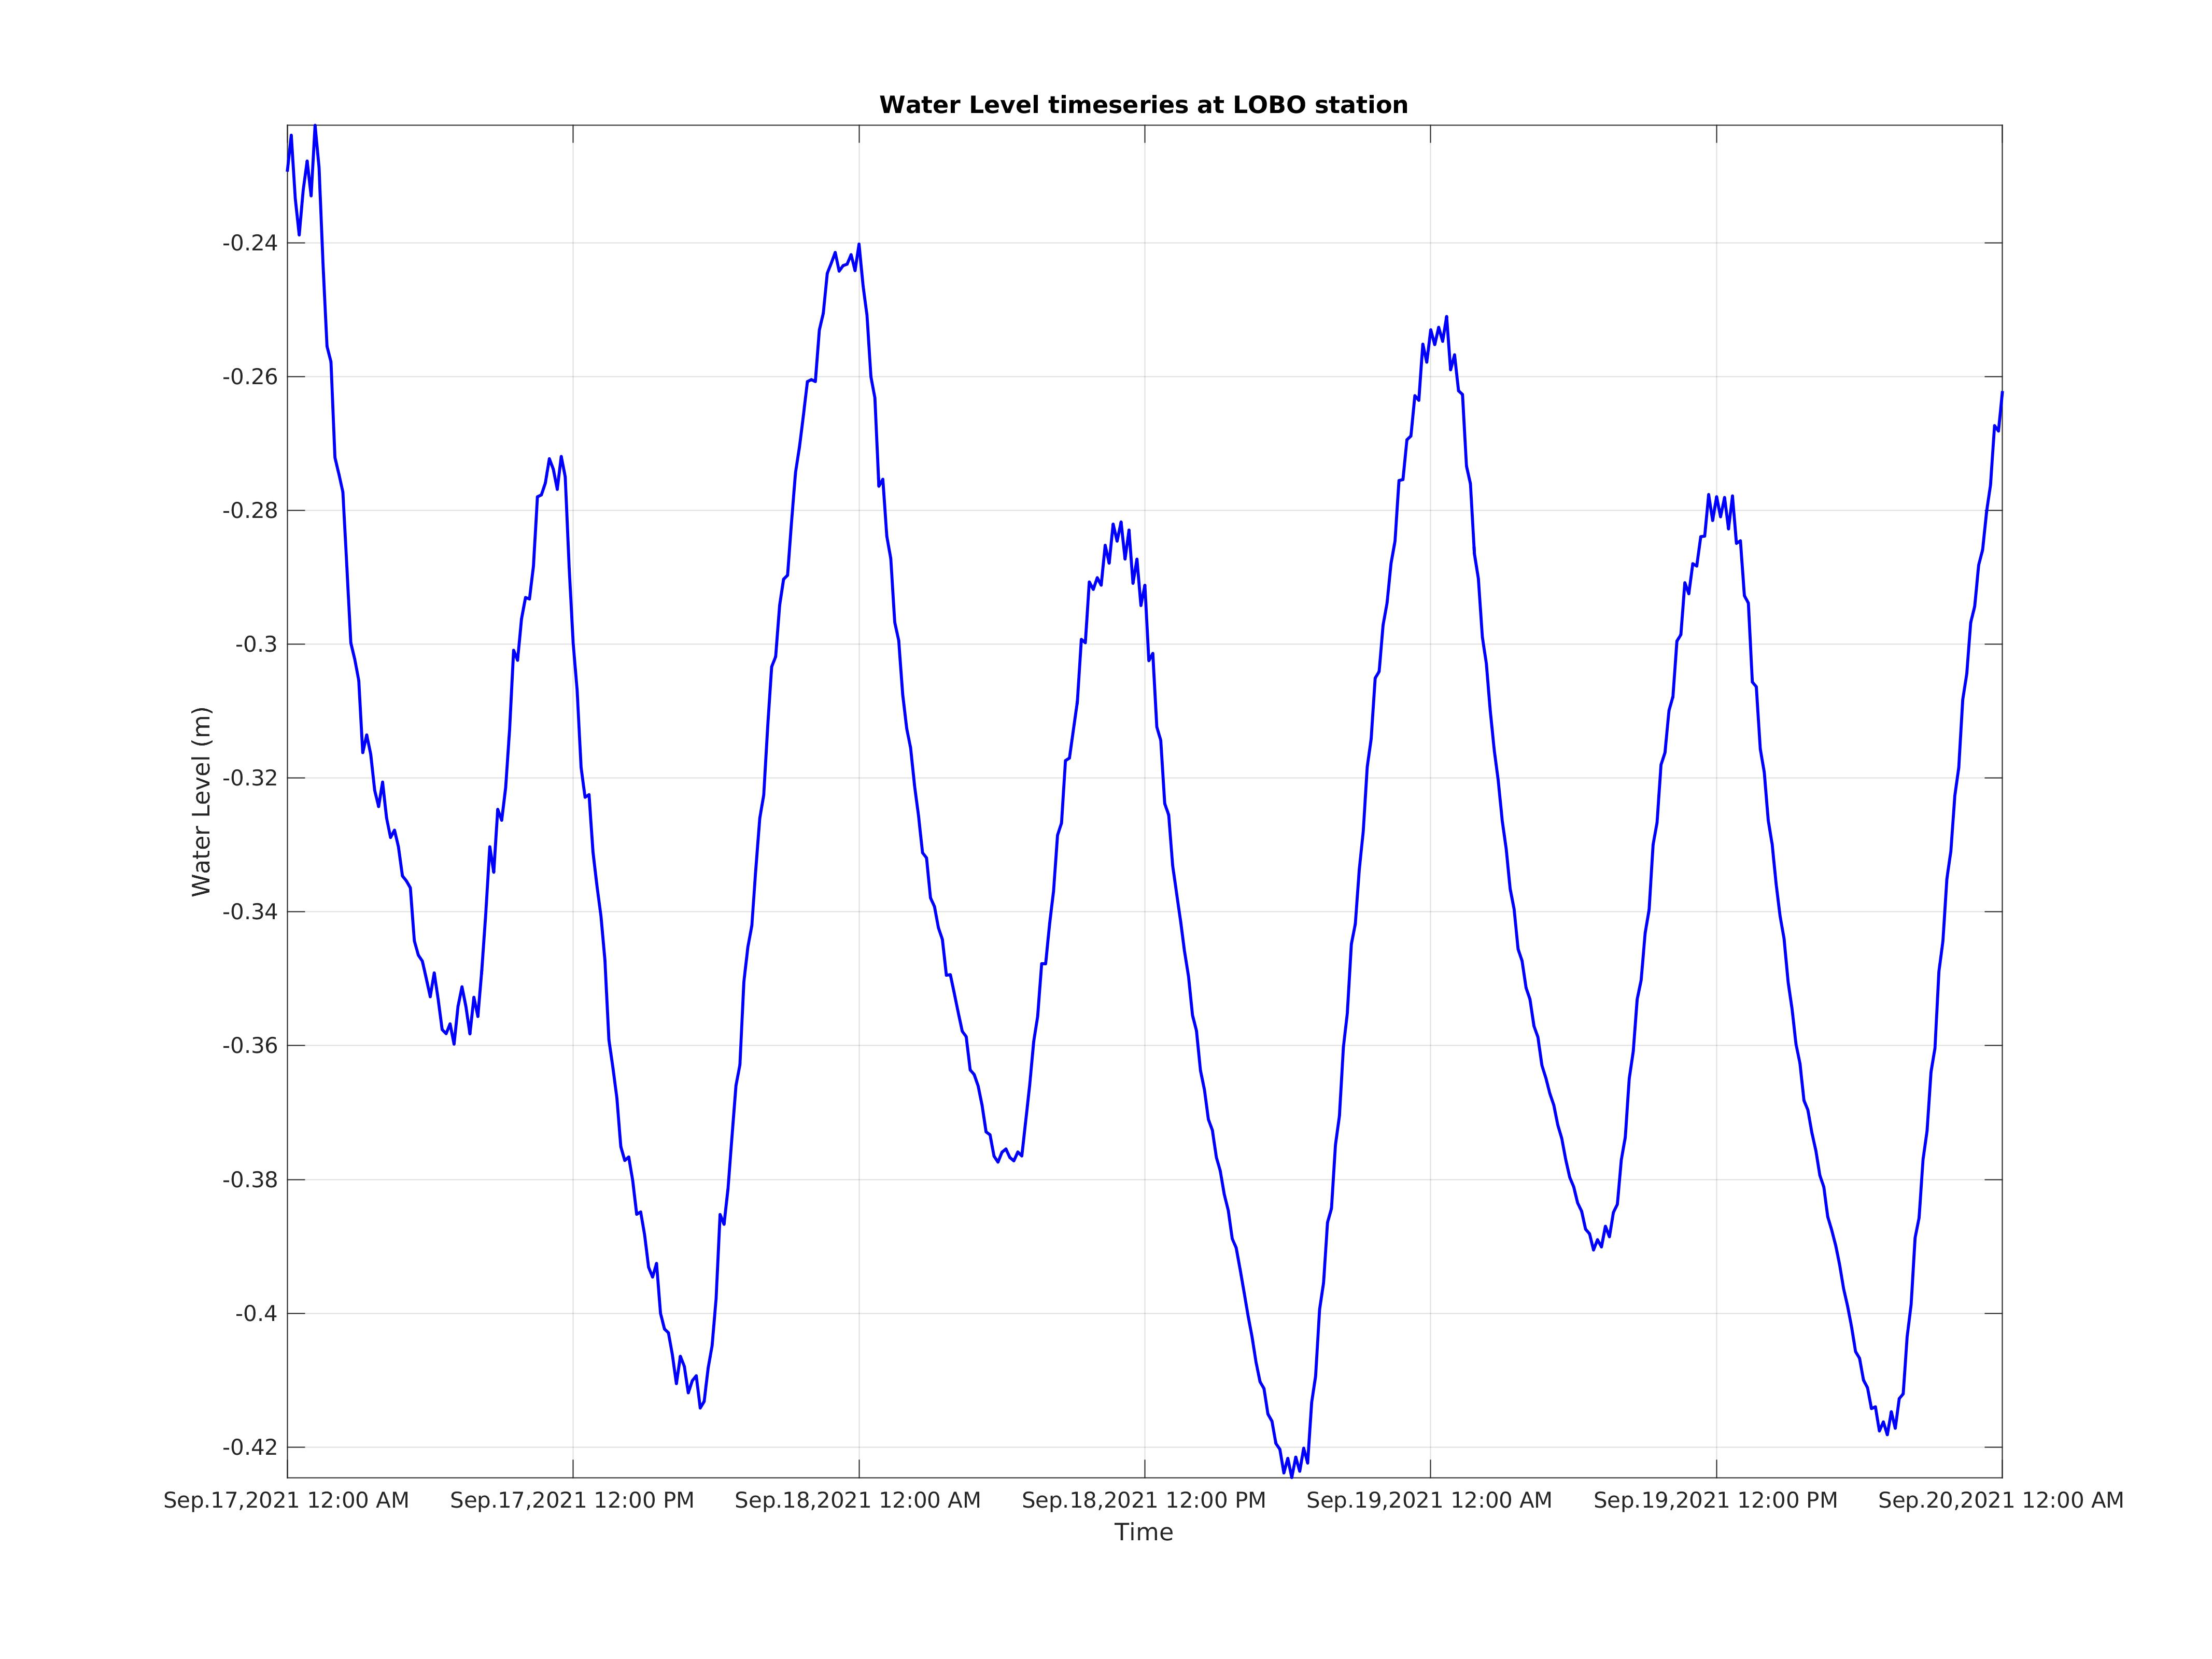 Water Level timeseries at LOBO station
-0.24
-0.26
-0.28
-0.3
-0.32
-0.34
-0.36
-0.38
-0.4
-0.42
Water Level (m)
Sep.17,2021 12:00 AM
Sep.17,2021 12:00 PM
Sep.18,2021 12:00 AM
Sep.18,2021 12:00 PM
Sep.19,2021 12:00 AM
Sep.19,2021 12:00 PM
Sep.20,2021 12:00 AM
Time